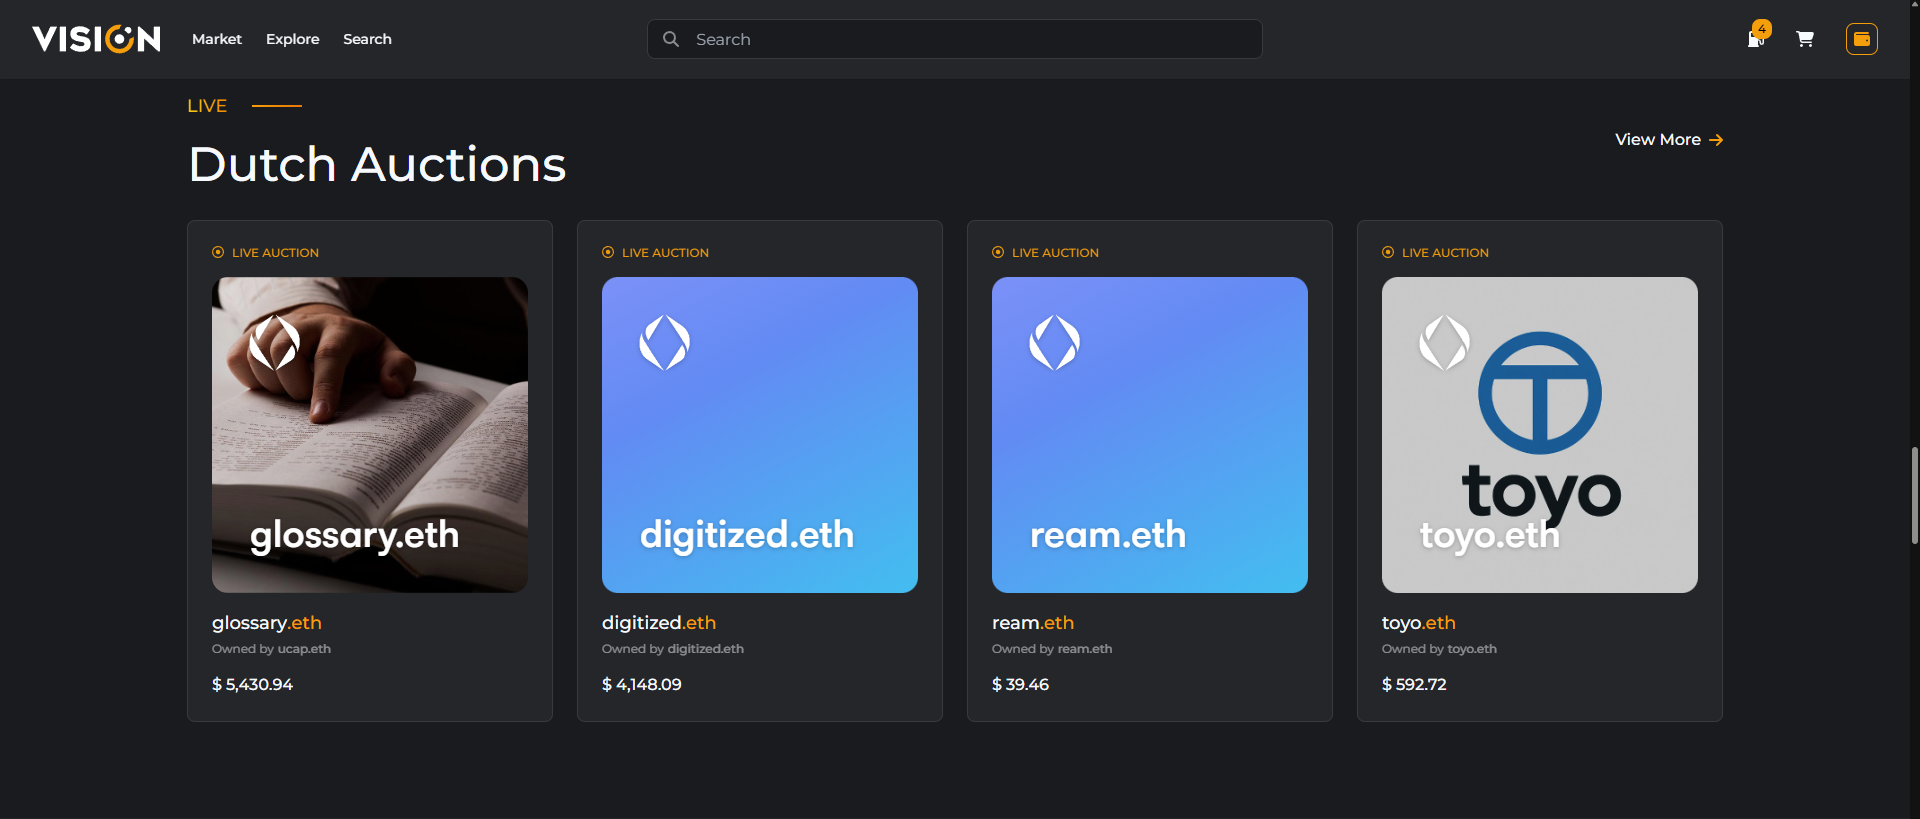 VISION
Market
Explore
Search
Search
4
LIVE
Dutch Auctions
View More
LIVE AUCTION
glossary.eth
glossary.eth
Owned by ucap.eth
$ 5,430.94
LIVE AUCTION
digitized.eth
digitized.eth
Owned by digitized.eth
$ 4,148.09
LIVE AUCTION
ream.eth
ream.eth
Owned by ream.eth
$ 39.46
LIVE AUCTION
toyo
toyo.eth
toyo.eth
Owned by toyo.eth
$ 592.72